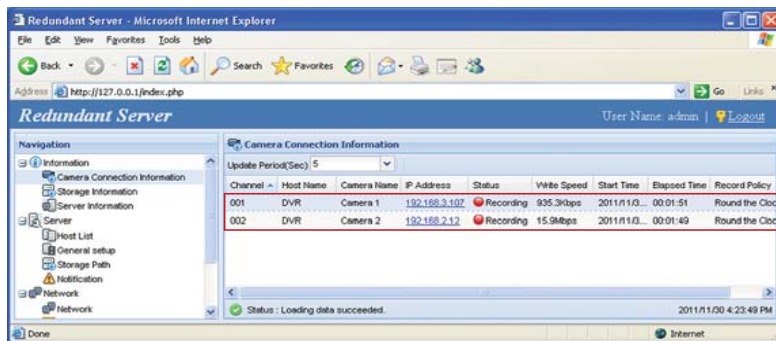 Redundant Server - Microsoft Internet Explorer
File Edit View Favorites Tools Help
Back Search Favorites
Address http://127.0.0.1/index.php Go Links »
Redundant Server User Name: admin | Logout
Navigation
Information
Camera Connection Information
Storage Information
Server Information
Server
Host List
General setup
Storage Path
Notification
Network
Network
Camera Connection Information
Update Period(Sec) 5
Channel Host Name Camera Name IP Address Status Write Speed Start Time Elapsed Time Record Policy
001 DVR Camera 1 192.168.3.107 Recording 935.3Kbps 2011/11/3... 00:01:51 Round the Cloc
002 DVR Camera 2 192.168.2.12 Recording 15.9Mbps 2011/11/3... 00:01:49 Round the Cloc
Status : Loading data succeeded. 2011/11/30 4:23:49 PM
Done Internet